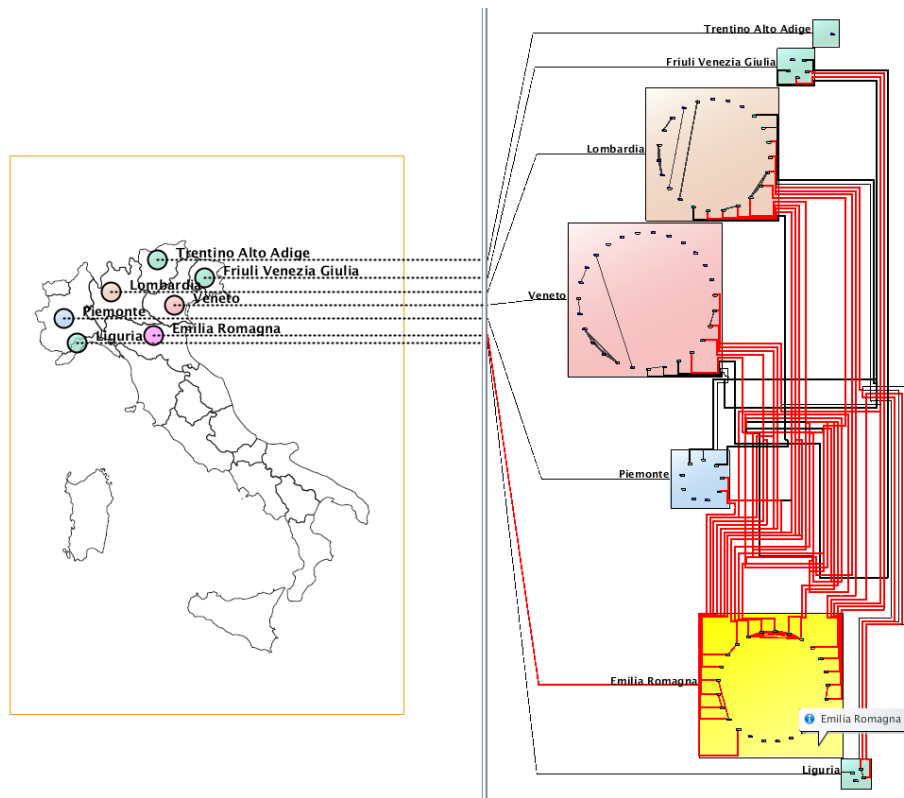 Trentino Alto Adige
Friuli Venezia Giulia
Lombardia
Veneto
Piemonte
Emilia Romagna
Liguria
Trentino Alto Adige
Friuli Venezia Giulia
Lombardia
Veneto
Piemonte
Emilia Romagna
Emilia Romagna
Liguria